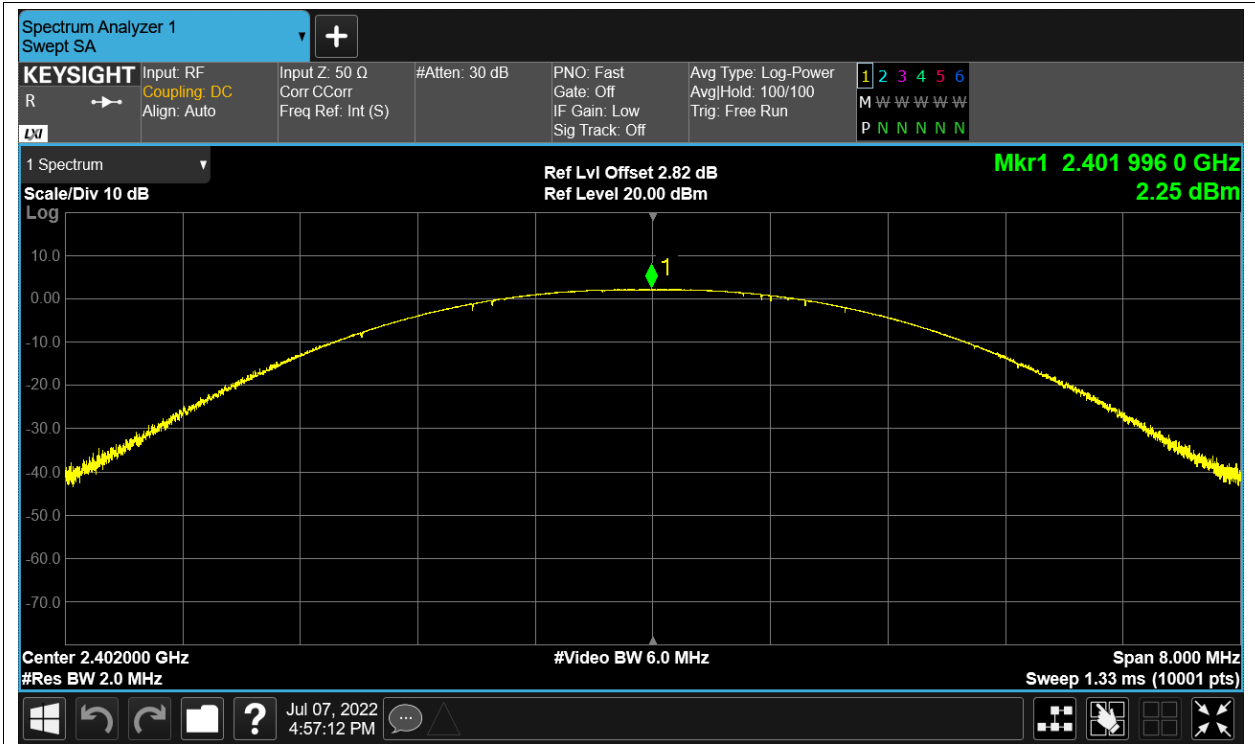 Spectrum Analyzer 1
Swept SA
KEYSIGHT
R
LXI
Input: RF
Coupling: DC
Align: Auto
Input Z: 50 Ω
Corr CCorr
Freq Ref: Int (S)
#Atten: 30 dB
PNO: Fast
Gate: Off
IF Gain: Low
Sig Track: Off
Avg Type: Log-Power
Avg|Hold: 100/100
Trig: Free Run
1 2 3 4 5 6
M W W W W W
P N N N N N
1 Spectrum
Scale/Div 10 dB
Log
Ref Lvl Offset 2.82 dB
Ref Level 20.00 dBm
Mkr1 2.401 996 0 GHz
2.25 dBm
1
10.0
0.00
-10.0
-20.0
-30.0
-40.0
-50.0
-60.0
-70.0
Center 2.402000 GHz
#Video BW 6.0 MHz
Span 8.000 MHz
#Res BW 2.0 MHz
Sweep 1.33 ms (10001 pts)
?
Jul 07, 2022
4:57:12 PM